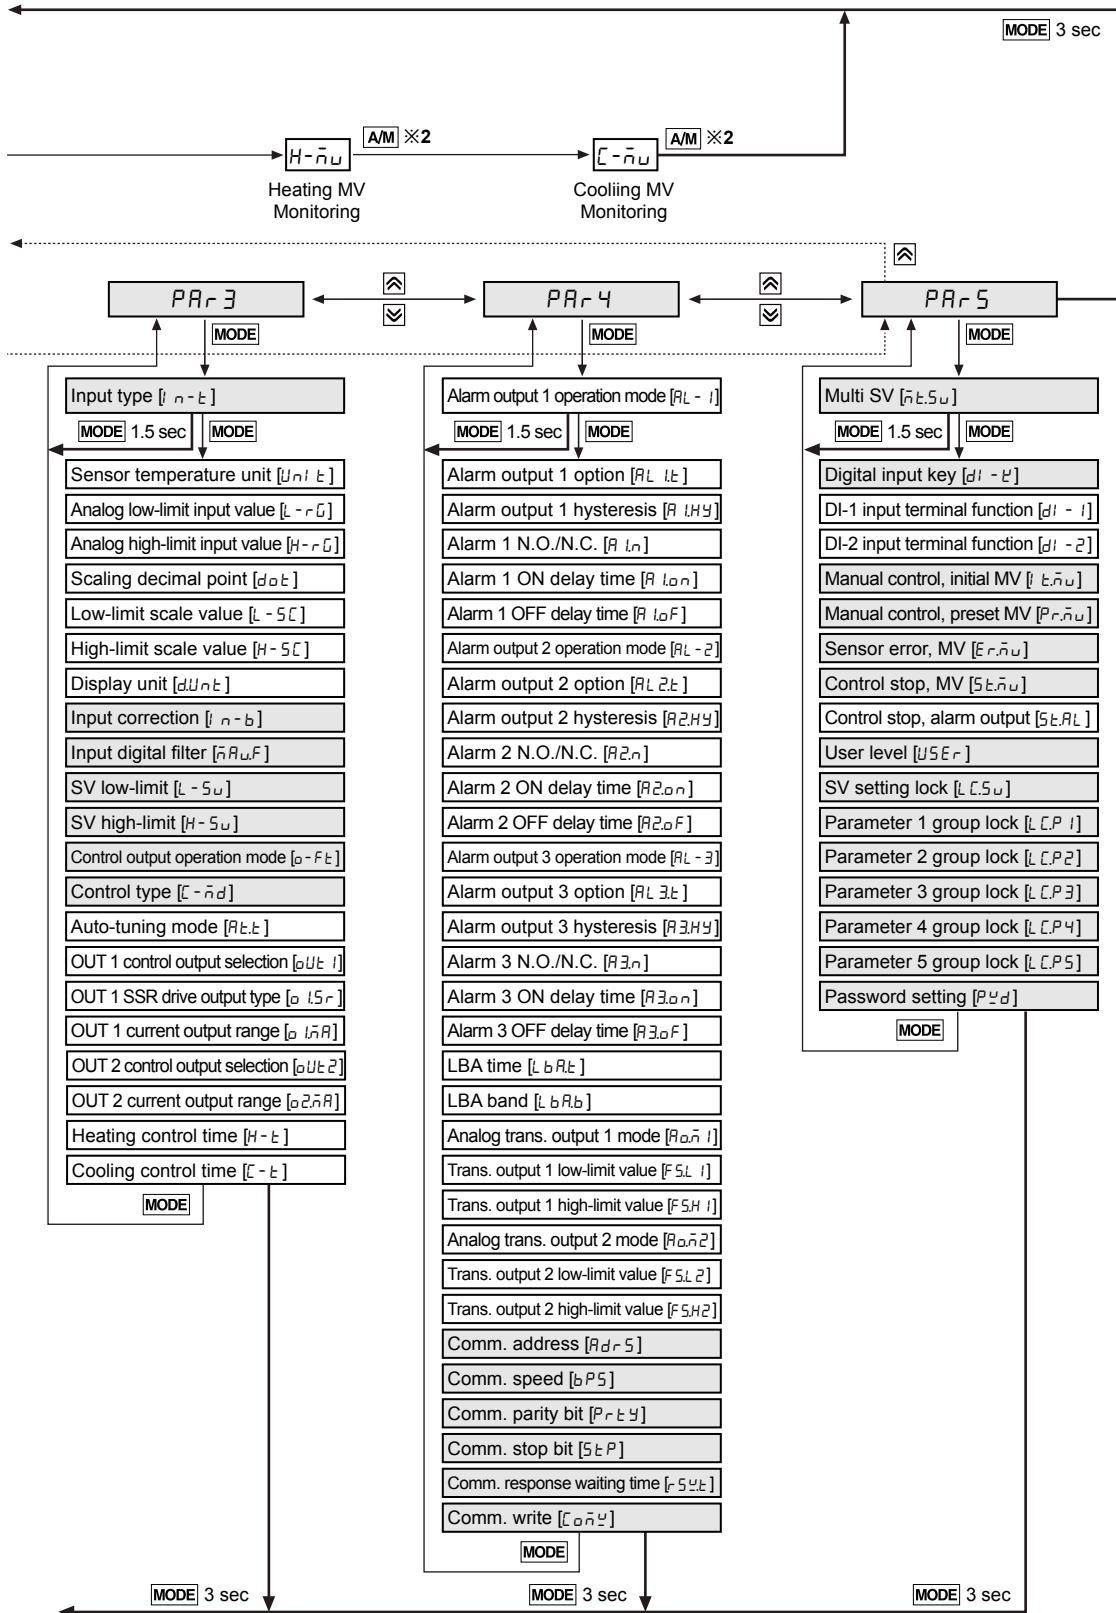 MODE 3 sec
A/M ※2
A/M ※2
H-mv
C-mv
Heating MV
Monitoring
Cooliing MV
Monitoring
PAr3
PAr4
PAr5
MODE
MODE
MODE
Input type [In-t]
MODE 1.5 sec MODE
Sensor temperature unit [UnIt]
Analog low-limit input value [L-rG]
Analog high-limit input value [H-rG]
Scaling decimal point [dot]
Low-limit scale value [L-SC]
High-limit scale value [H-SC]
Display unit [d.Unt]
Input correction [In-b]
Input digital filter [mAv.F]
SV low-limit [L-Sv]
SV high-limit [H-Sv]
Control output operation mode [o-Ft]
Control type [C-md]
Auto-tuning mode [At.t]
OUT 1 control output selection [oUt1]
OUT 1 SSR drive output type [o1.Sr]
OUT 1 current output range [o1.mA]
OUT 2 control output selection [oUt2]
OUT 2 current output range [o2.mA]
Heating control time [H-t]
Cooling control time [C-t]
MODE
MODE 3 sec
Alarm output 1 operation mode [AL-1]
MODE 1.5 sec MODE
Alarm output 1 option [AL1.t]
Alarm output 1 hysteresis [A1.HY]
Alarm 1 N.O./N.C. [A1.n]
Alarm 1 ON delay time [A1.on]
Alarm 1 OFF delay time [A1.oF]
Alarm output 2 operation mode [AL-2]
Alarm output 2 option [AL2.t]
Alarm output 2 hysteresis [A2.HY]
Alarm 2 N.O./N.C. [A2.n]
Alarm 2 ON delay time [A2.on]
Alarm 2 OFF delay time [A2.oF]
Alarm output 3 operation mode [AL-3]
Alarm output 3 option [AL3.t]
Alarm output 3 hysteresis [A3.HY]
Alarm 3 N.O./N.C. [A3.n]
Alarm 3 ON delay time [A3.on]
Alarm 3 OFF delay time [A3.oF]
LBA time [LbA.t]
LBA band [LbA.b]
Analog trans. output 1 mode [Ao.m1]
Trans. output 1 low-limit value [FS.L1]
Trans. output 1 high-limit value [FS.H1]
Analog trans. output 2 mode [Ao.m2]
Trans. output 2 low-limit value [FS.L2]
Trans. output 2 high-limit value [FS.H2]
Comm. address [AdrS]
Comm. speed [bPS]
Comm. parity bit [PrtY]
Comm. stop bit [StP]
Comm. response waiting time [rSW.t]
Comm. write [ComW]
MODE
MODE 3 sec
Multi SV [mt.Sv]
MODE 1.5 sec MODE
Digital input key [dI-K]
DI-1 input terminal function [dI-1]
DI-2 input terminal function [dI-2]
Manual control, initial MV [It.mv]
Manual control, preset MV [Pr.mv]
Sensor error, MV [Er.mv]
Control stop, MV [St.mv]
Control stop, alarm output [St.AL]
User level [USEr]
SV setting lock [LC.Sv]
Parameter 1 group lock [LC.P1]
Parameter 2 group lock [LC.P2]
Parameter 3 group lock [LC.P3]
Parameter 4 group lock [LC.P4]
Parameter 5 group lock [LC.P5]
Password setting [PWd]
MODE
MODE 3 sec